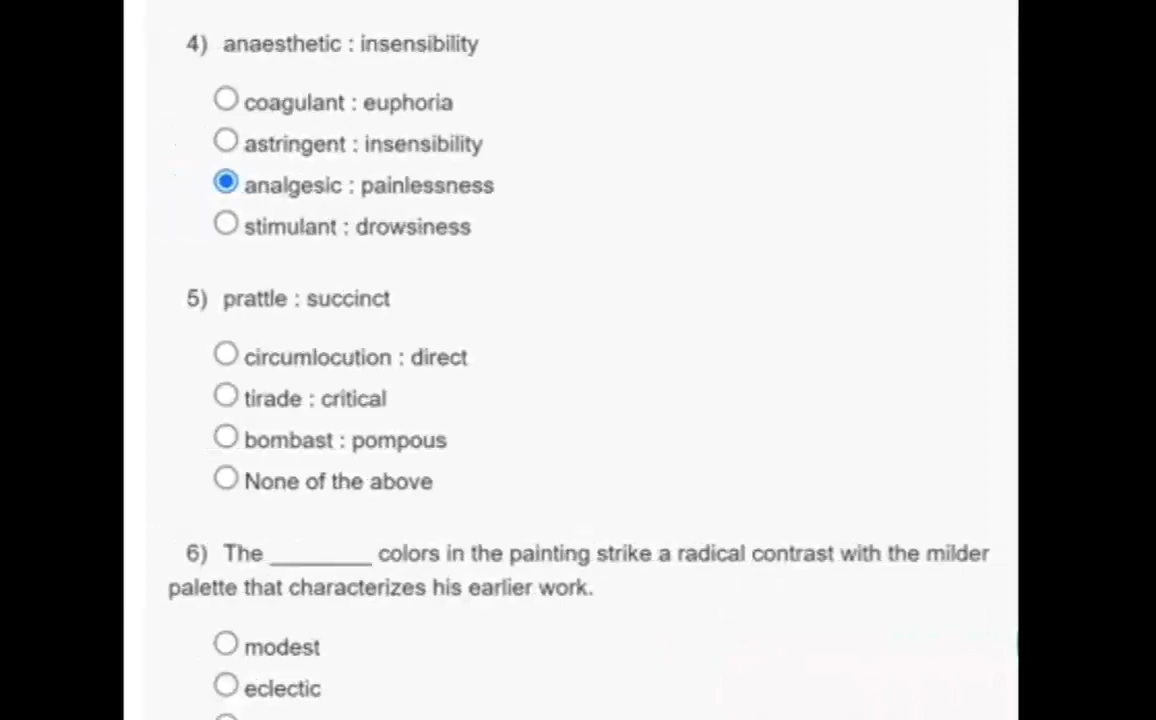 4) anaesthetic : insensibility
coagulant : euphoria
astringent : insensibility
analgesic : painlessness
stimulant : drowsiness
5) prattle : succinct
circumlocution : direct
tirade : critical
bombast : pompous
None of the above
6) The ________ colors in the painting strike a radical contrast with the milder
palette that characterizes his earlier work.
modest
eclectic